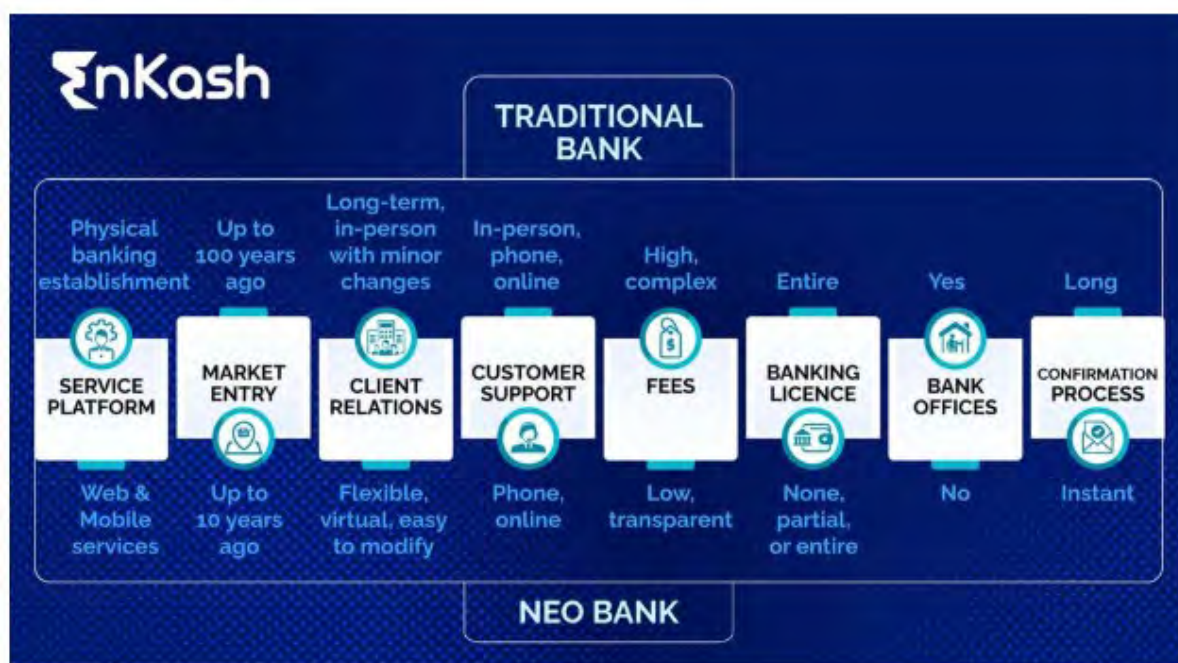 EnKash
TRADITIONAL
BANK
Physical
banking
establishment
Up to
100 years
ago
Long-term,
in-person
with minor
changes
In-person,
phone,
online
High,
complex
Entire
Yes
Long
SERVICE
PLATFORM
MARKET
ENTRY
CLIENT
RELATIONS
CUSTOMER
SUPPORT
$
FEES
BANKING
LICENCE
BANK
OFFICES
CONFIRMATION
PROCESS
Web &
Mobile
services
Up to
10 years
ago
Flexible,
virtual, easy
to modify
Phone,
online
Low,
transparent
None,
partial,
or entire
No
Instant
NEO BANK